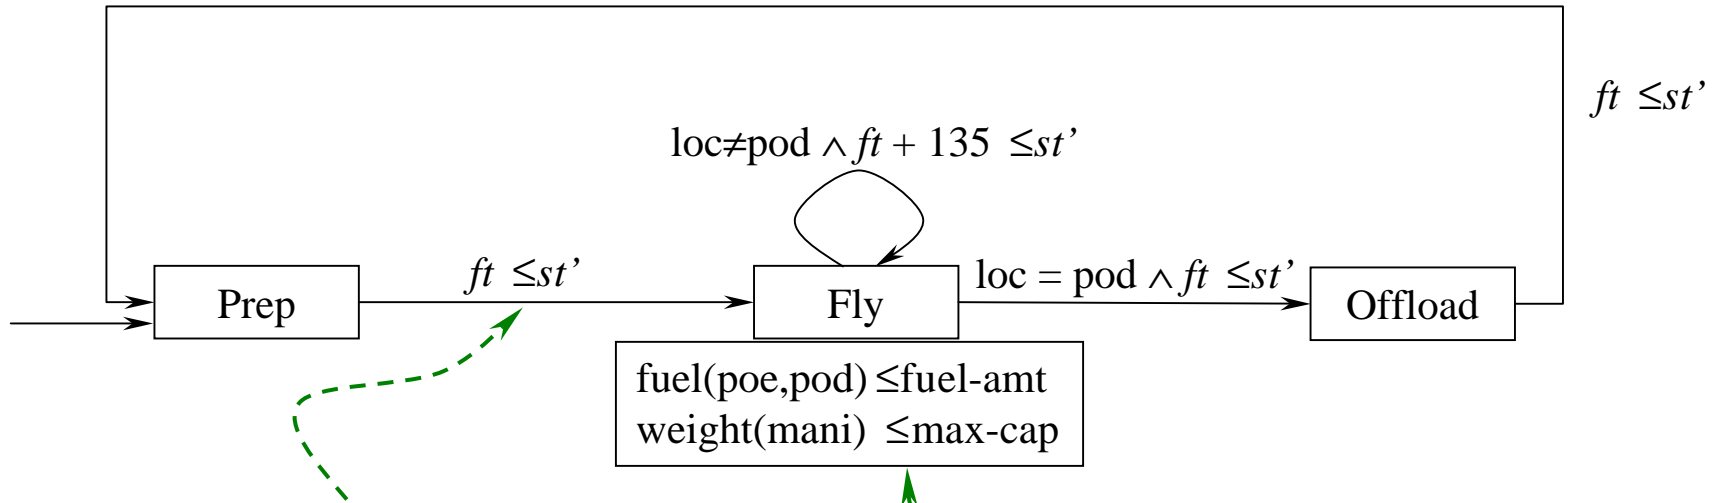 ft ≤st’
loc≠pod ∧ ft + 135 ≤st’
ft ≤st’
loc = pod ∧ ft ≤st’
Prep
Fly
Offload
fuel(poe,pod) ≤fuel-amt
weight(mani) ≤max-cap